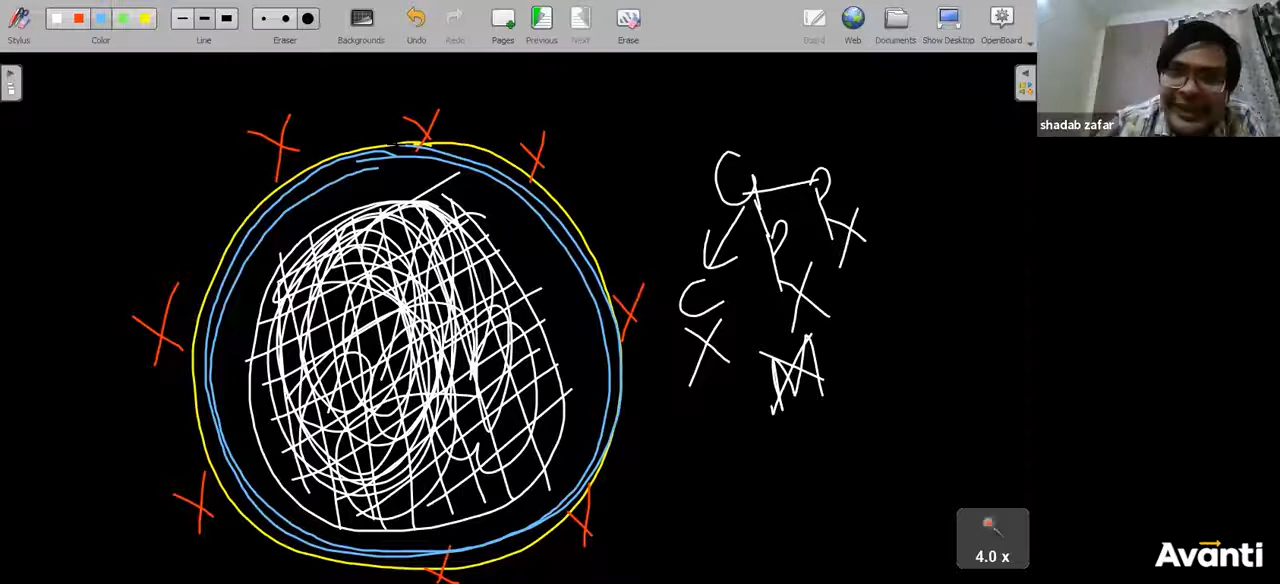 Stylus Color Line Eraser Backgrounds Undo Redo Pages Previous Next Erase Board Web Documents Show Desktop OpenBoard
shadab zafar
X X X
C P
P X
X X
C X
X
M
X X
X
4.0 x
Avanti